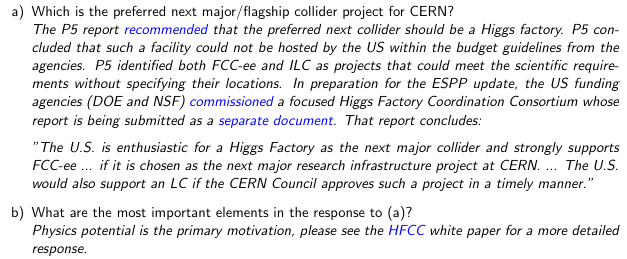 a) Which is the preferred next major/flagship collider project for CERN?
The P5 report recommended that the preferred next collider should be a Higgs factory. P5 con-
cluded that such a facility could not be hosted by the US within the budget guidelines from the
agencies. P5 identified both FCC-ee and ILC as projects that could meet the scientific require-
ments without specifying their locations. In preparation for the ESPP update, the US funding
agencies (DOE and NSF) commissioned a focused Higgs Factory Coordination Consortium whose
report is being submitted as a separate document. That report concludes:
"The U.S. is enthusiastic for a Higgs Factory as the next major collider and strongly supports
FCC-ee ... if it is chosen as the next major research infrastructure project at CERN. ... The U.S.
would also support an LC if the CERN Council approves such a project in a timely manner."
b) What are the most important elements in the response to (a)?
Physics potential is the primary motivation, please see the HFCC white paper for a more detailed
response.